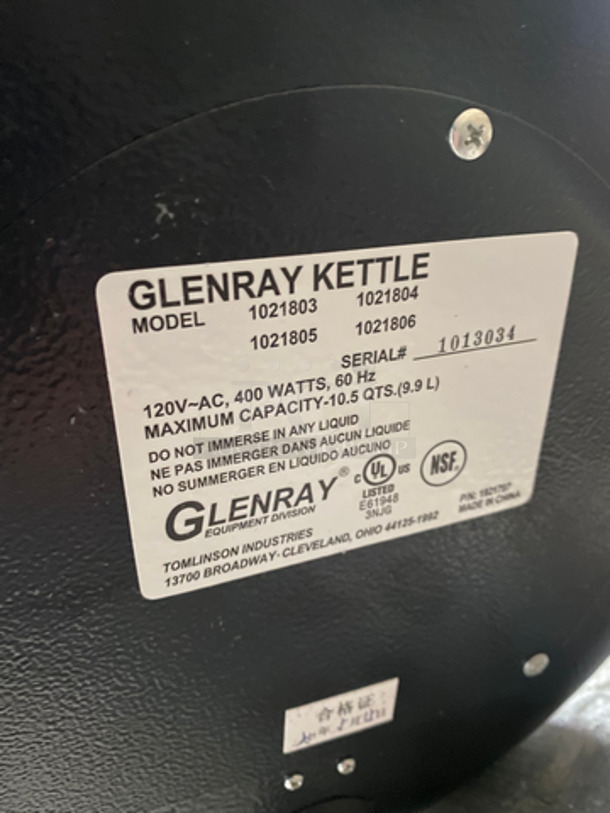 GLENRAY KETTLE
MODEL 1021803 1021804
1021805 1021806
SERIAL# 1013034
120V~AC, 400 WATTS, 60 Hz
MAXIMUM CAPACITY-10.5 QTS.(9.9 L)
DO NOT IMMERSE IN ANY LIQUID
NE PAS IMMERGER DANS AUCUN LIQUIDE
NO SUMMERGER EN LIQUIDO AUCUNO
GLENRAY®
EQUIPMENT DIVISION
C UL US
LISTED
E61948
3NJG
NSF®
P/N: 1921757
MADE IN CHINA
TOMLINSON INDUSTRIES
13700 BROADWAY- CLEVELAND, OHIO 44125-1992
合格证